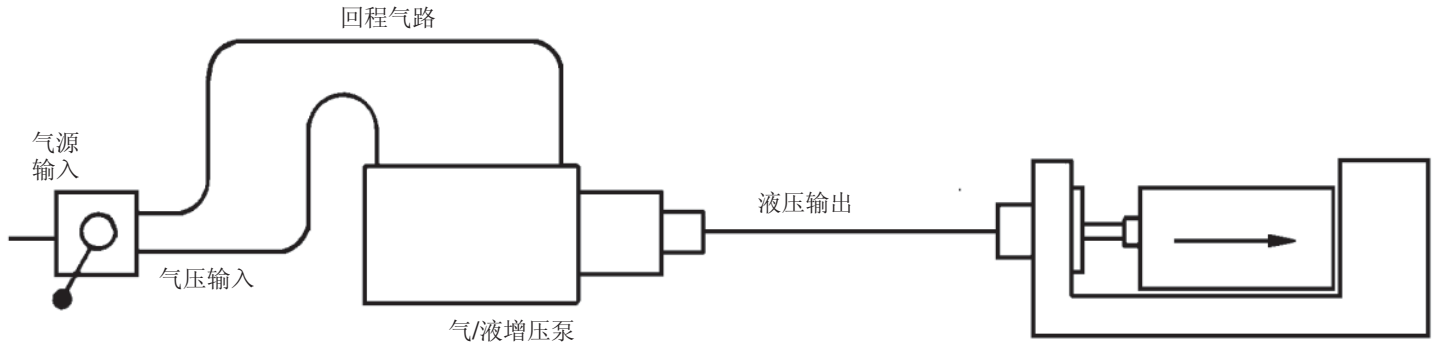 回程气路
气源
输入
液压输出
气压输入
气/液增压泵